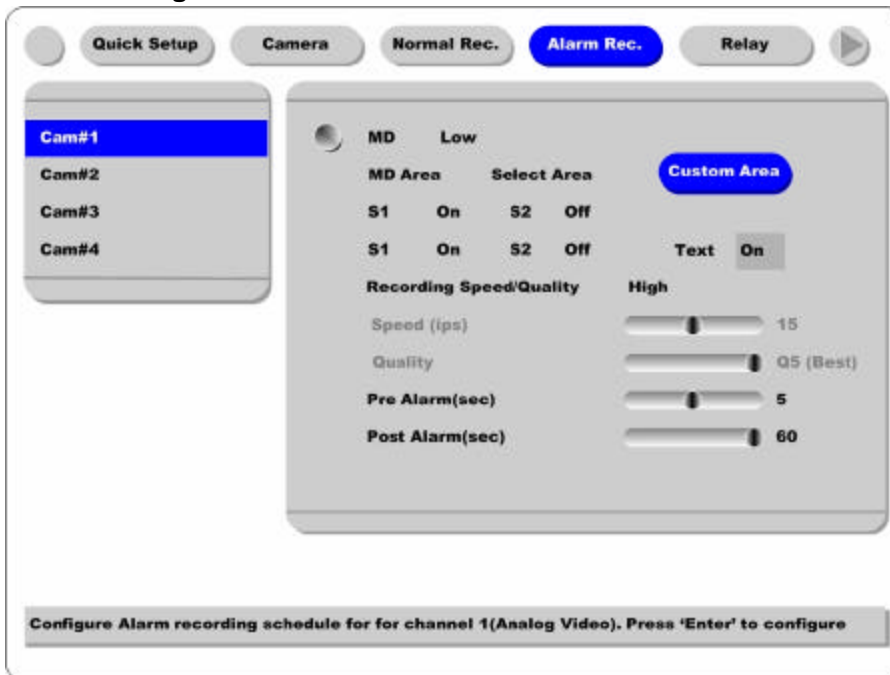 Quick Setup Camera Normal Rec. Alarm Rec. Relay
Cam#1
Cam#2
Cam#3
Cam#4
MD Low
MD Area Select Area Custom Area
S1 On S2 Off
S1 On S2 Off Text On
Recording Speed/Quality High
Speed (ips) 15
Quality Q5 (Best)
Pre Alarm(sec) 5
Post Alarm(sec) 60
Configure Alarm recording schedule for for channel 1(Analog Video). Press ‘Enter’ to configure